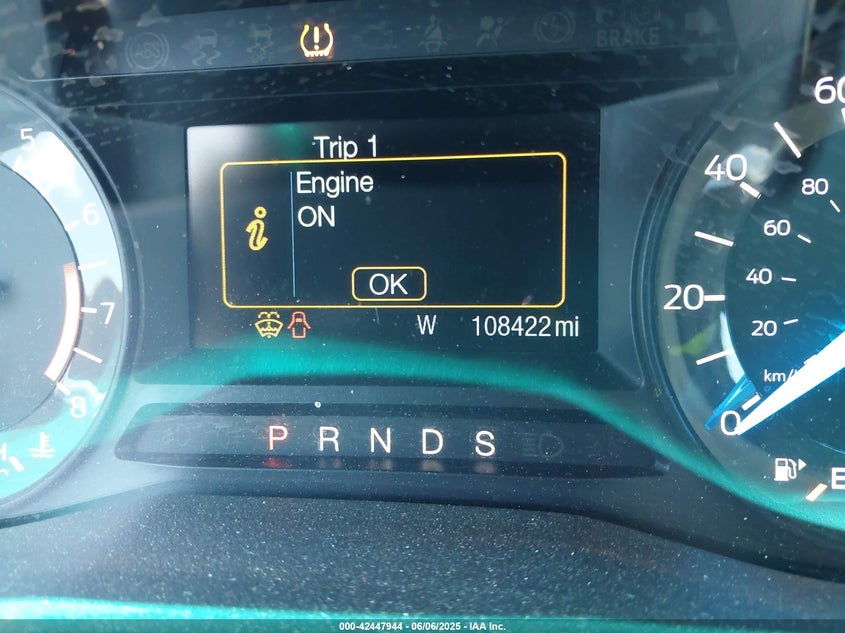 ABS
BRAKE
Trip 1
Engine
ON
OK
W 108422 mi
5
6
7
8
H
P R N D S
60
40
20
0
80
60
40
20
km/
E
000-42447944 - 06/06/2025 - IAA Inc.